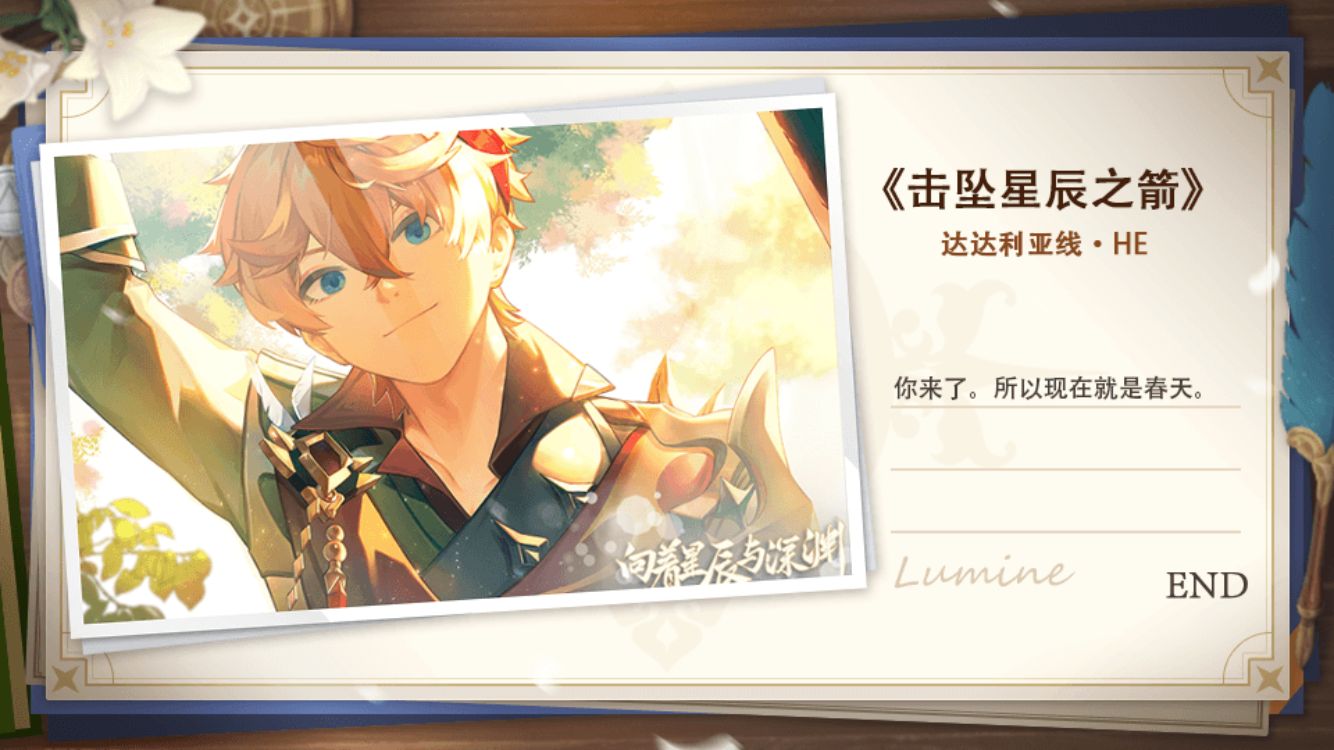 《击坠星辰之箭》
达达利亚线·HE
你来了。所以现在就是春天。
向着星辰与深渊
Lumine
END